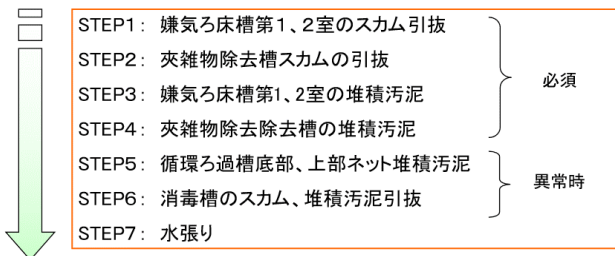 STEP1： 嫌気ろ床槽第１、２室のスカム引抜
STEP2： 夾雑物除去槽スカムの引抜
STEP3： 嫌気ろ床槽第1、2室の堆積汚泥
STEP4： 夾雑物除去除去槽の堆積汚泥
必須
STEP5： 循環ろ過槽底部、上部ネット堆積汚泥
STEP6： 消毒槽のスカム、堆積汚泥引抜
異常時
STEP7： 水張り